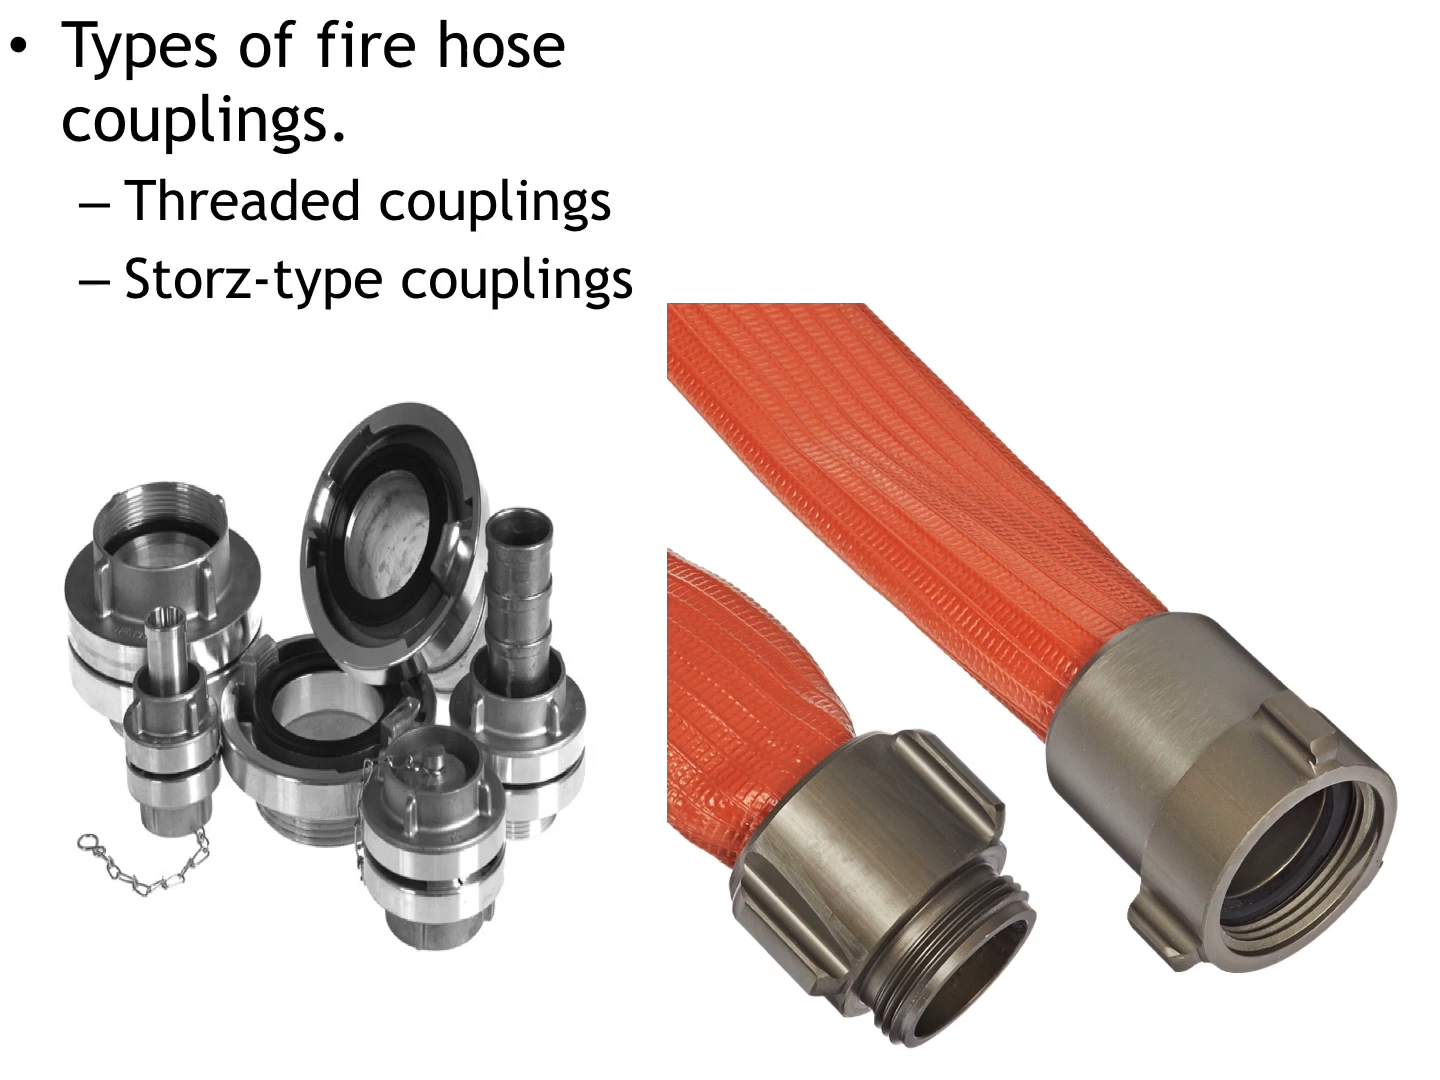 • Types of fire hose
couplings.
– Threaded couplings
– Storz-type couplings